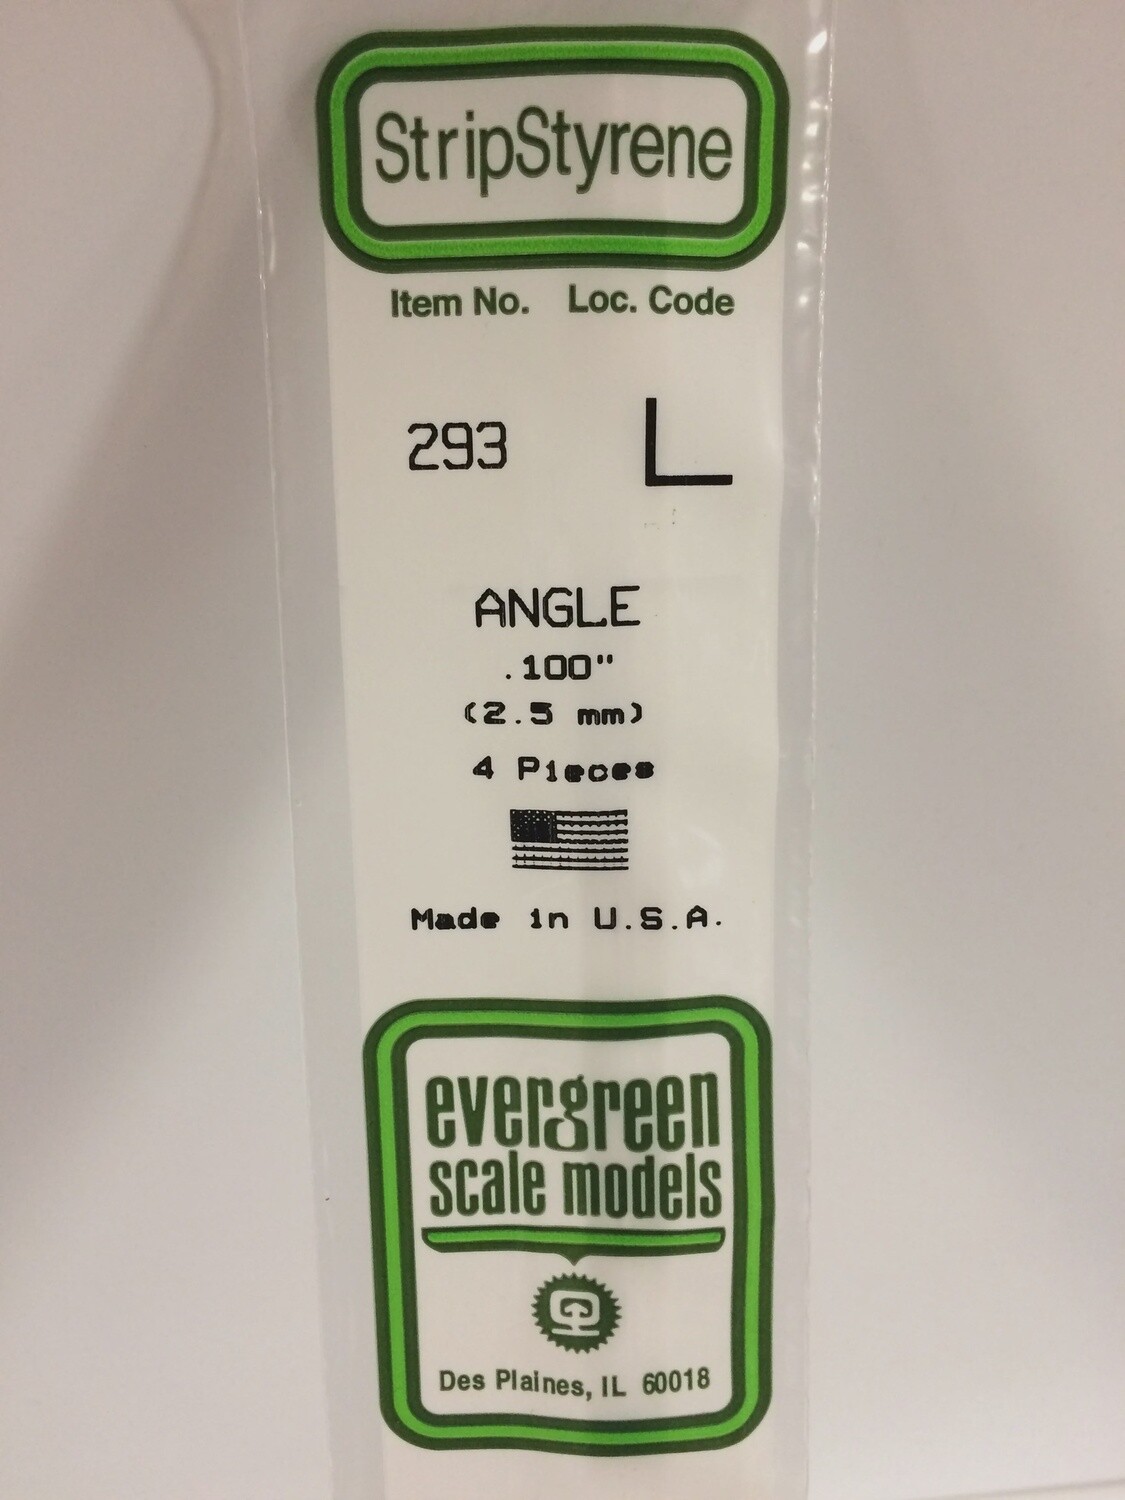 StripStyrene
Item No. Loc. Code
293
ANGLE
.100"
(2.5 mm)
4 Pieces
Made in U.S.A.
evergreen
scale models
Des Plaines, IL 60018